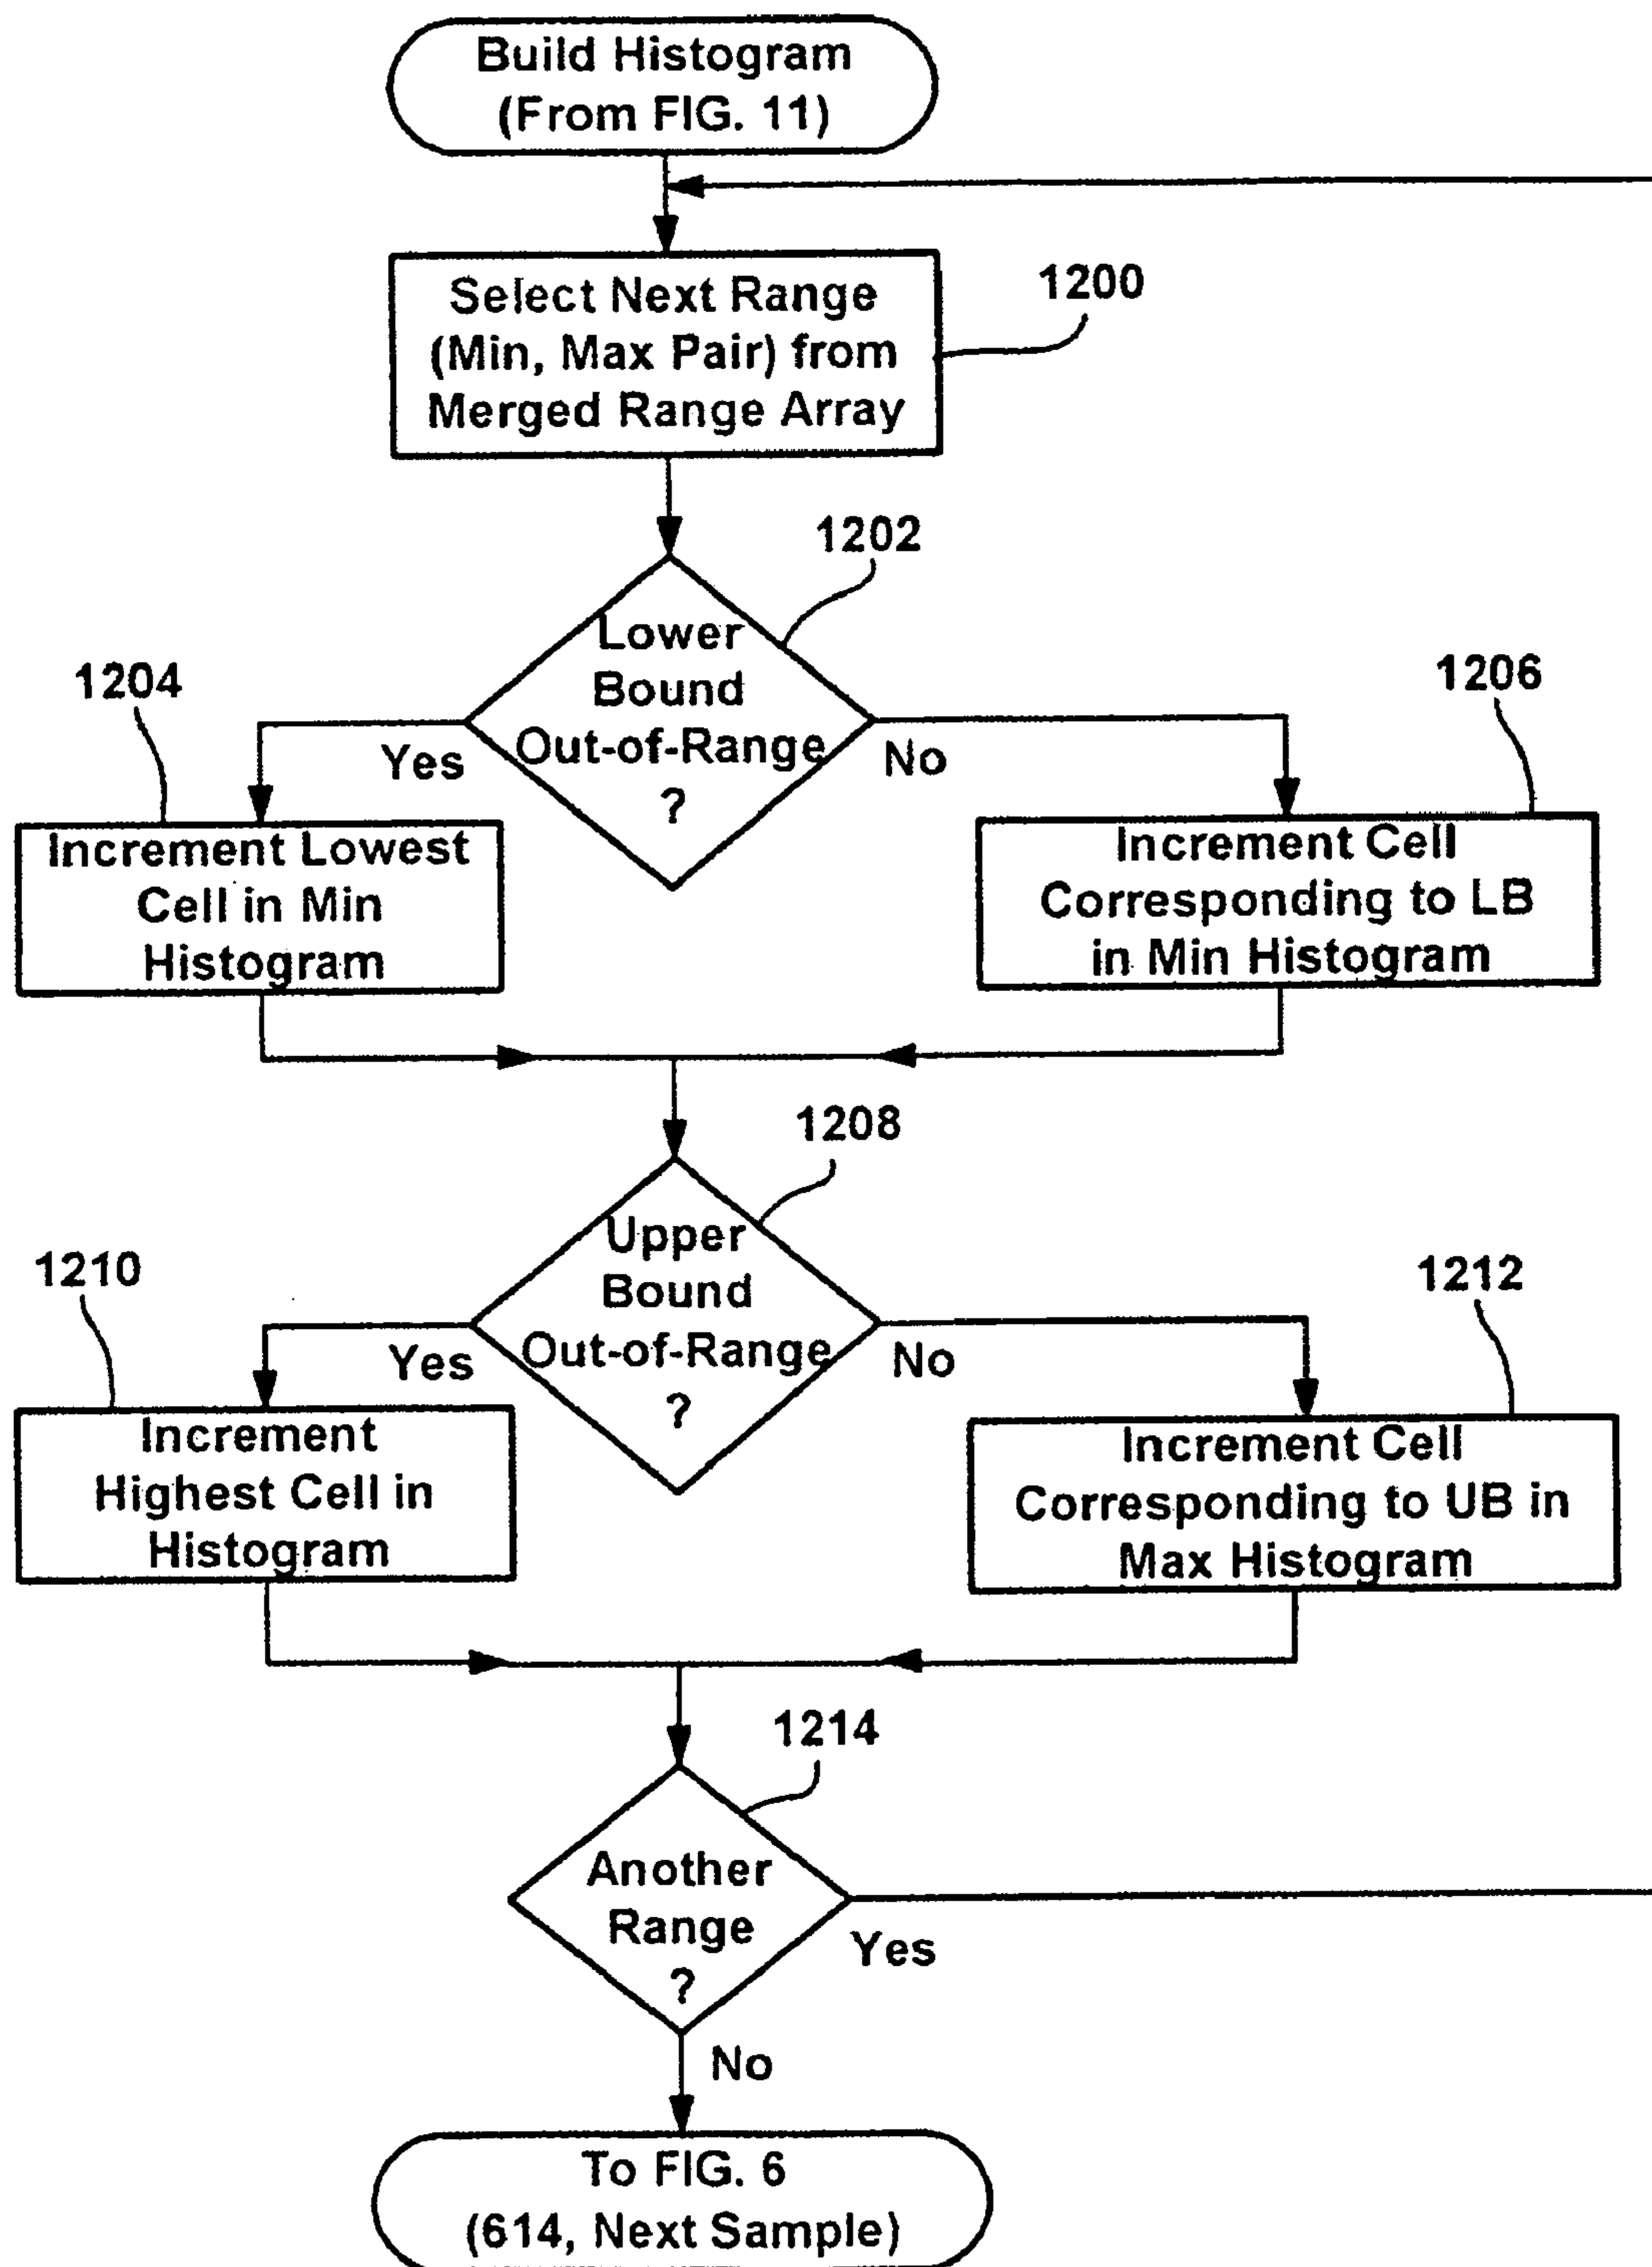 Build Histogram
(From FIG. 11)
Select Next Range
(Min, Max Pair) from
Merged Range Array
1200
1202
Lower
Bound
Out-of-Range
?
Yes
No
1204
1206
Increment Lowest
Cell in Min
Histogram
Increment Cell
Corresponding to LB
in Min Histogram
1208
Upper
Bound
Out-of-Range
?
Yes
No
1210
1212
Increment
Highest Cell in
Histogram
Increment Cell
Corresponding to UB in
Max Histogram
1214
Another
Range
?
Yes
No
To FIG. 6
(614, Next Sample)